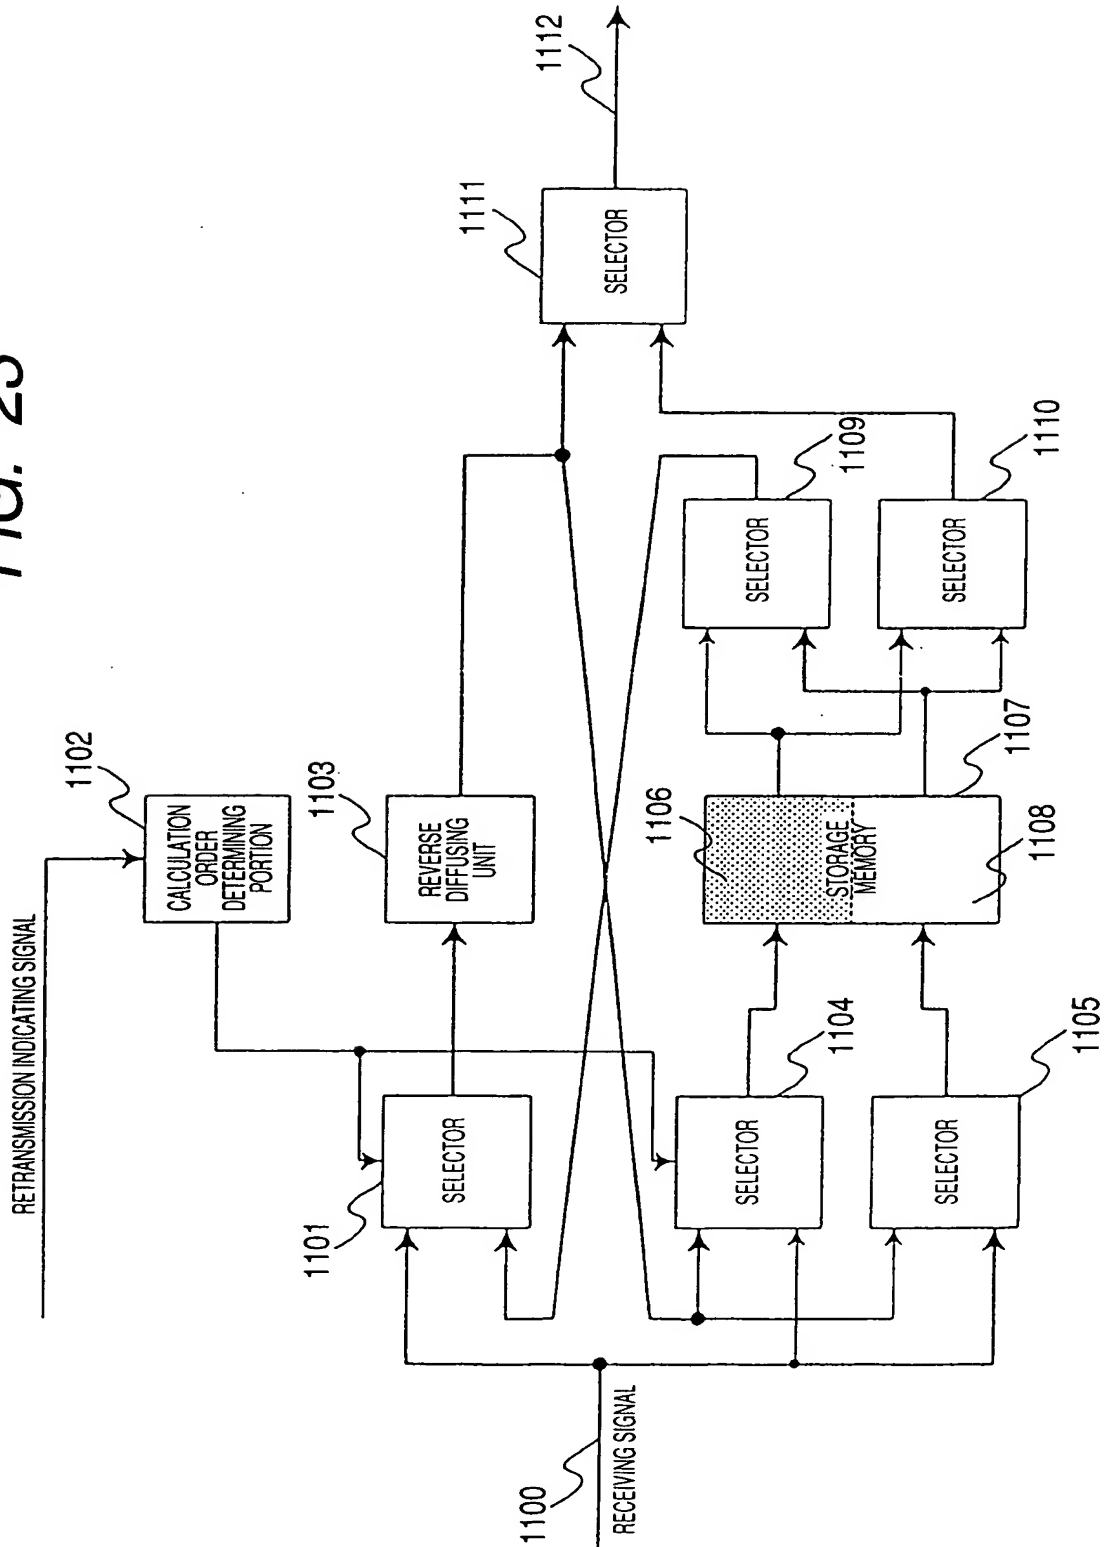 FIG. 23
RETRANSMISSION INDICATING SIGNAL
1102
CALCULATION
ORDER
DETERMINING
PORTION
1101
SELECTOR
1103
REVERSE
DIFFUSING
UNIT
1111
SELECTOR
1112
1100
RECEIVING SIGNAL
1104
SELECTOR
1105
SELECTOR
1106
STORAGE
MEMORY
1107
1108
1109
SELECTOR
1110
SELECTOR